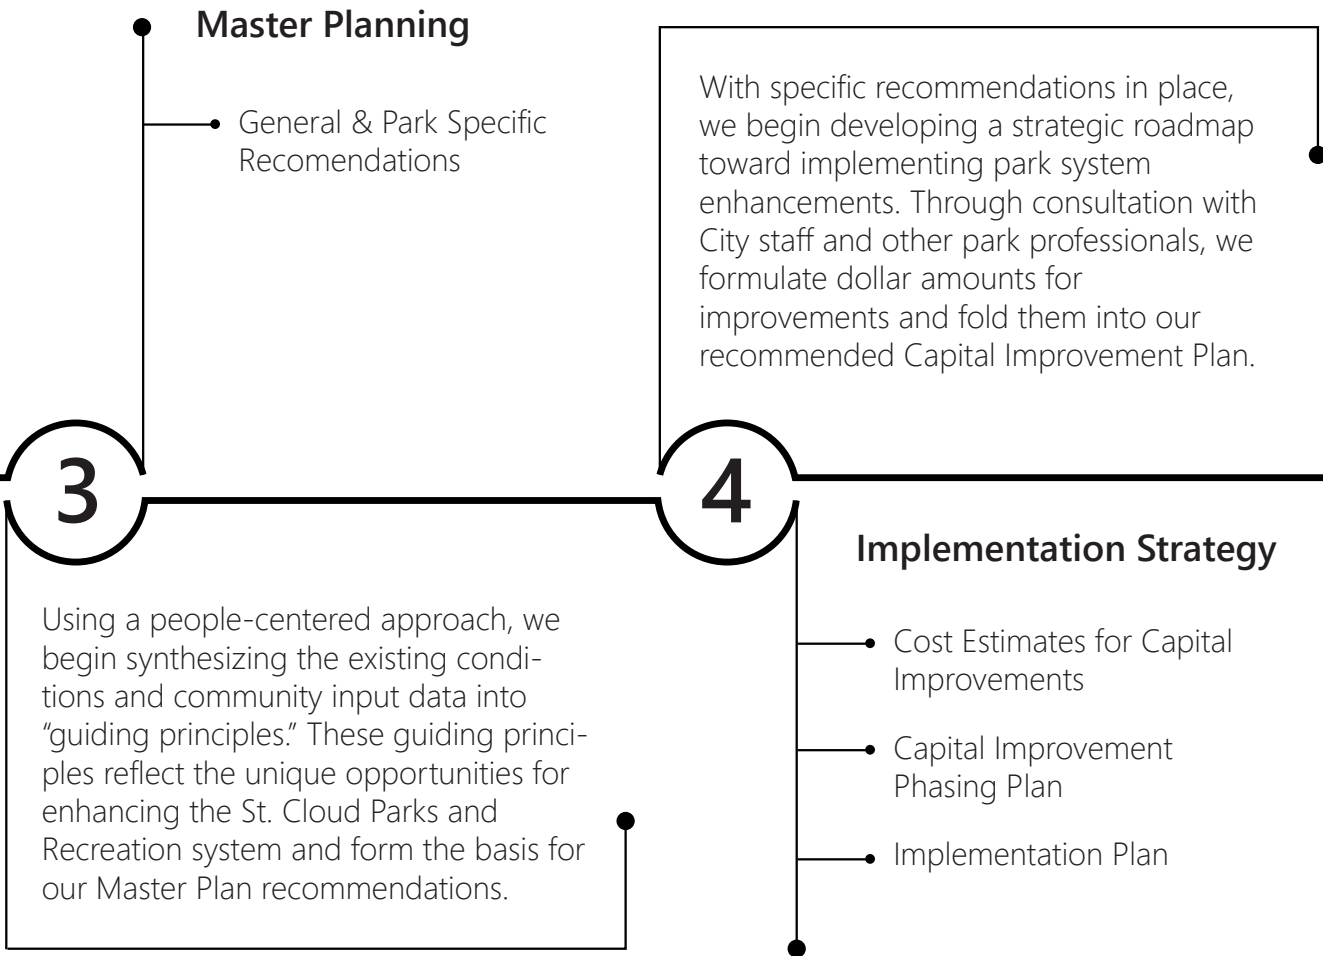 Master Planning
General & Park Specific
Recomendations
3
Using a people-centered approach, we
begin synthesizing the existing condi-
tions and community input data into
“guiding principles.” These guiding princi-
ples reflect the unique opportunities for
enhancing the St. Cloud Parks and
Recreation system and form the basis for
our Master Plan recommendations.
With specific recommendations in place,
we begin developing a strategic roadmap
toward implementing park system
enhancements. Through consultation with
City staff and other park professionals, we
formulate dollar amounts for
improvements and fold them into our
recommended Capital Improvement Plan.
4
Implementation Strategy
Cost Estimates for Capital
Improvements
Capital Improvement
Phasing Plan
Implementation Plan